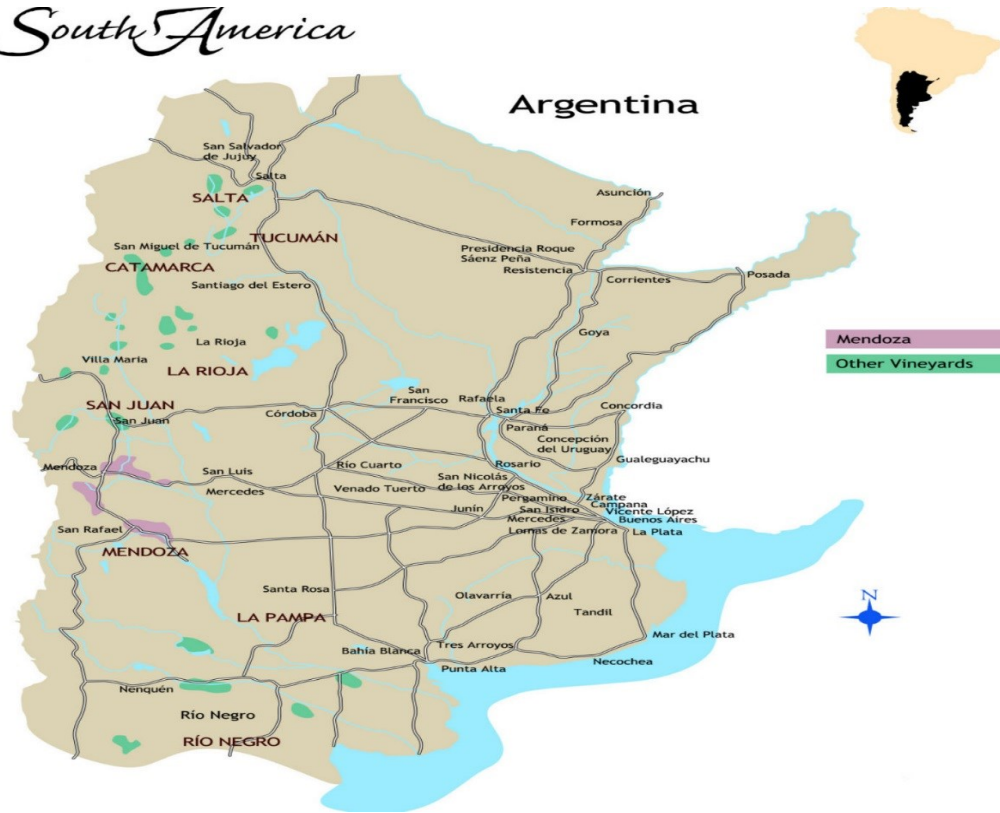 South America
Argentina
San Salvador
de Jujuy
Salta
SALTA
Asunción
Formosa
TUCUMÁN
San Miguel de Tucumán
Presidencia Roque
Sáenz Peña
CATAMARCA
Resistencia
Corrientes
Posada
Santiago del Estero
Goya
La Rioja
Mendoza
Villa Maria
Other Vineyards
LA RIOJA
San
Francisco
Rafaela
SAN JUAN
San Juan
Córdoba
Santa Fe
Concordia
Paraná
Concepción
del Uruguay
Mendoza
San Luis
Río Cuarto
Rosario
Gualeguayachu
San Nicolás
de los Arroyos
Mercedes
Venado Tuerto
Pergamino
Zárate
Campana
Junín
San Isidro
Vicente López
Mercedes
Buenos Aires
San Rafael
Lomas de Zamora
La Plata
MENDOZA
Santa Rosa
Olavarría
Azul
N
LA PAMPA
Tandil
Mar del Plata
Bahía Blanca
Tres Arroyos
Necochea
Punta Alta
Nenquén
Río Negro
RÍO NEGRO